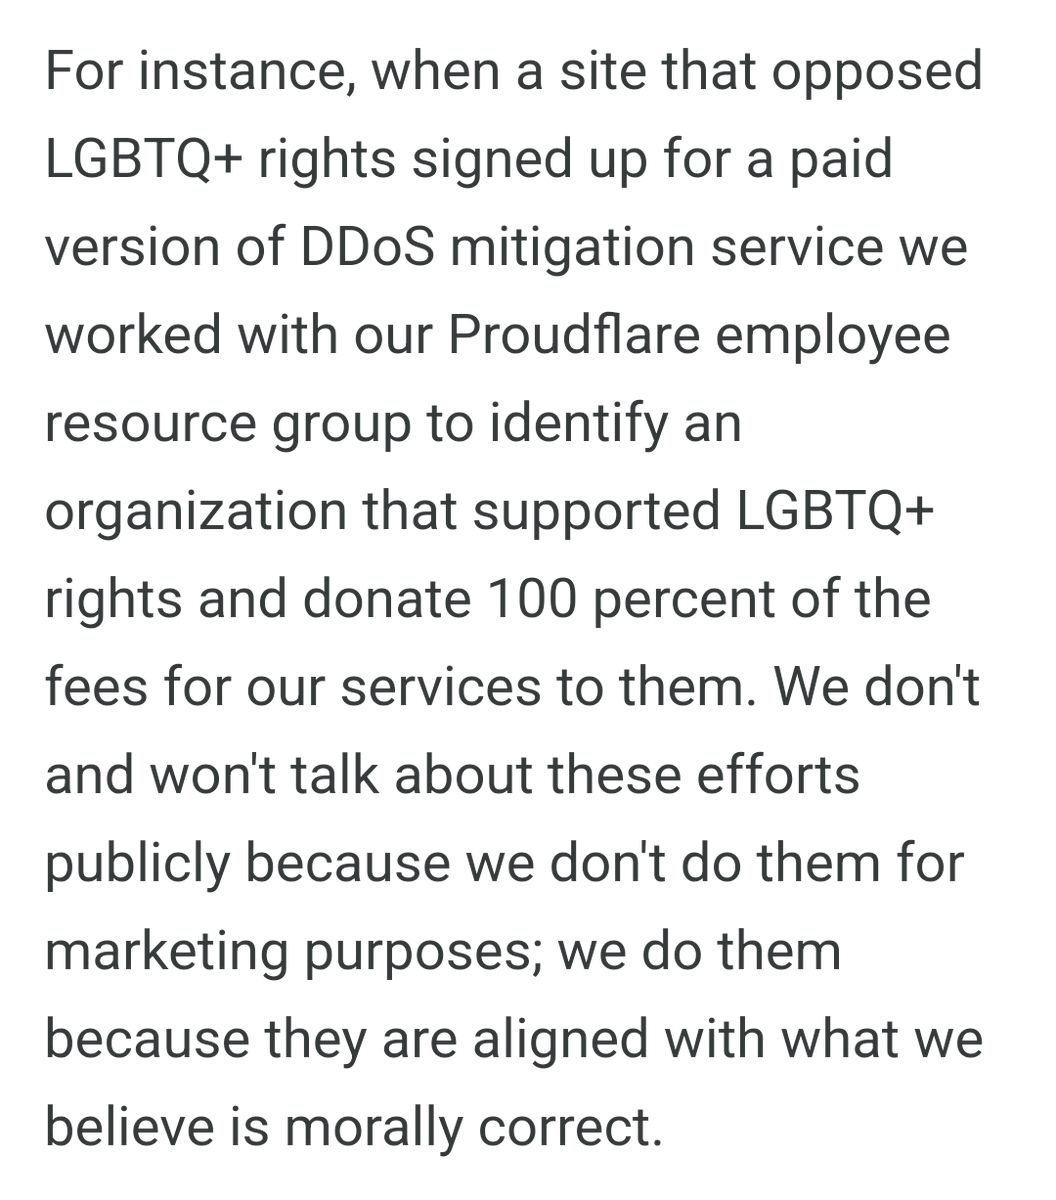 For instance, when a site that opposed
LGBTQ+ rights signed up for a paid
version of DDoS mitigation service we
worked with our Proudflare employee
resource group to identify an
organization that supported LGBTQ+
rights and donate 100 percent of the
fees for our services to them. We don't
and won't talk about these efforts
publicly because we don't do them for
marketing purposes; we do them
because they are aligned with what we
believe is morally correct.